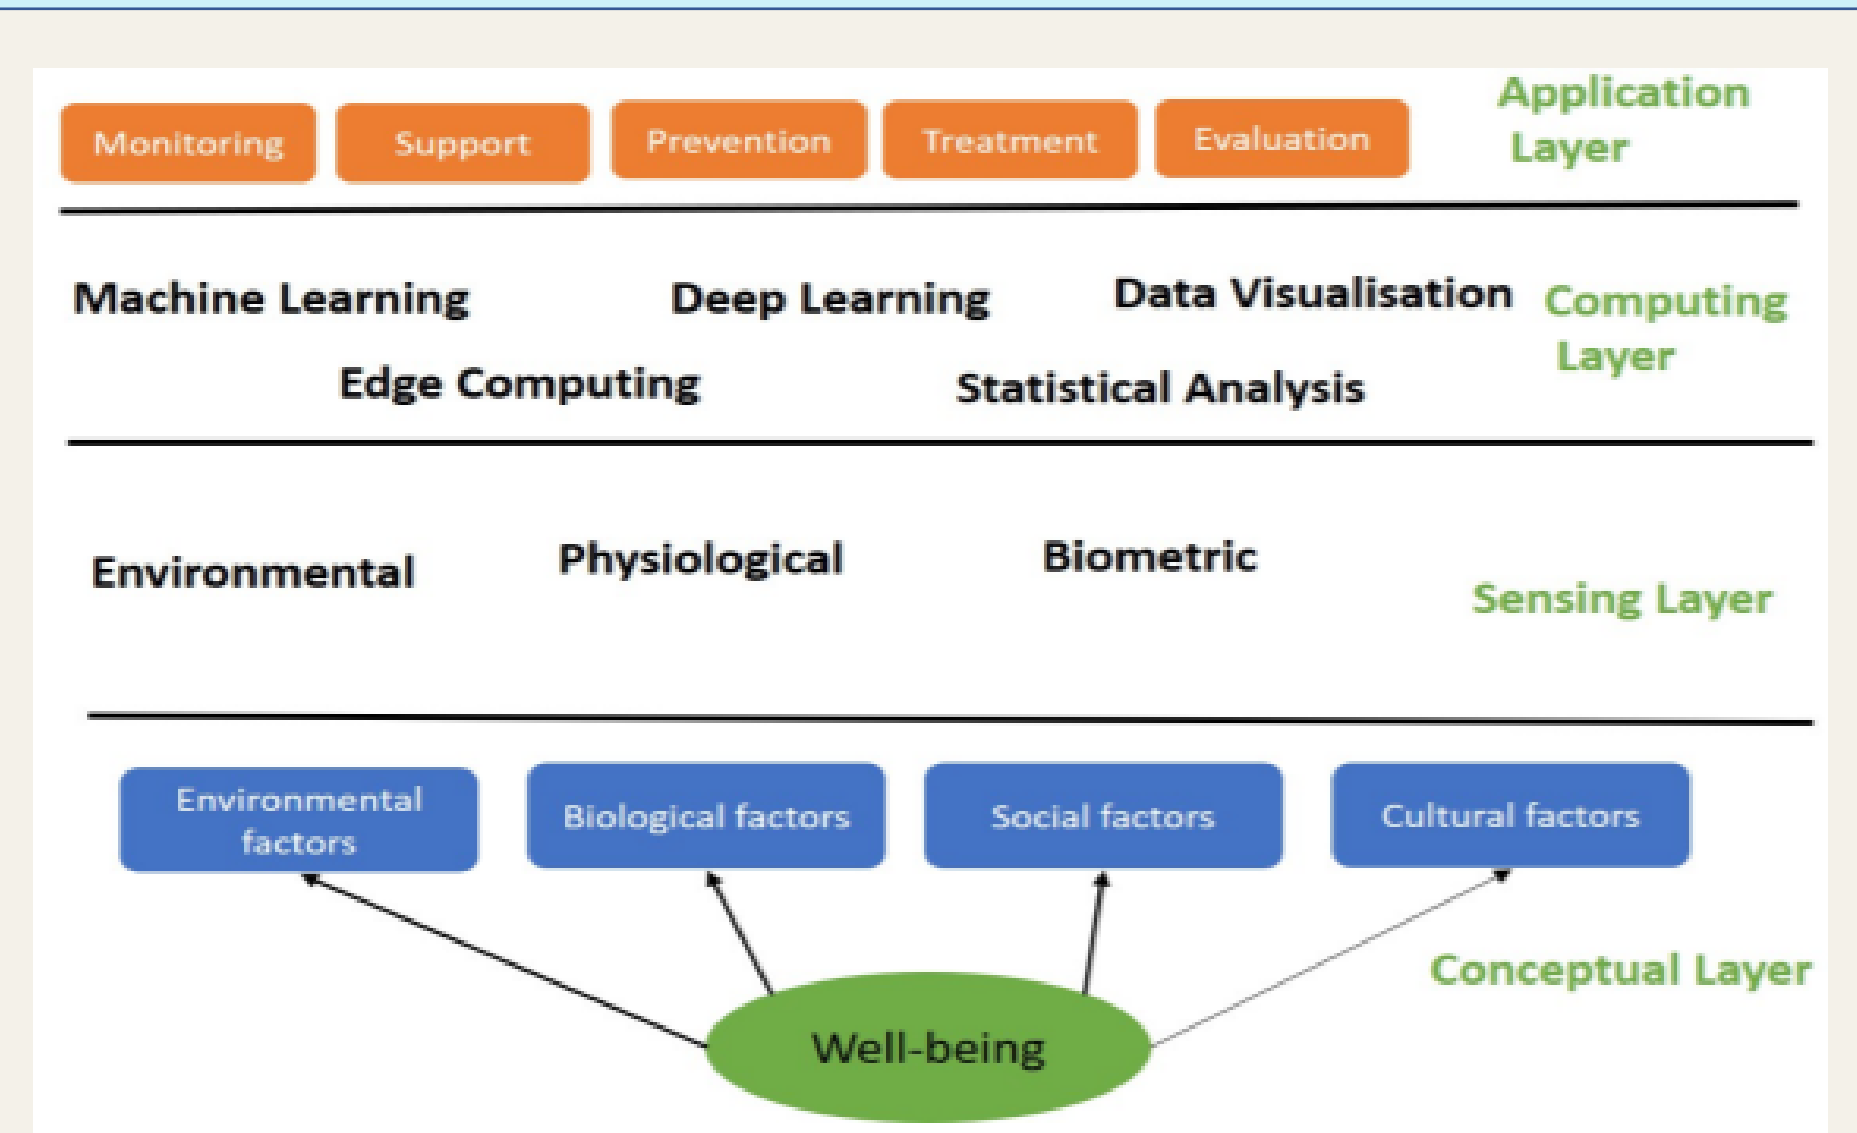 Application
Layer
Monitoring
Support
Prevention
Treatment
Evaluation
Machine Learning
Deep Learning
Data Visualisation
Computing
Layer
Edge Computing
Statistical Analysis
Environmental
Physiological
Biometric
Sensing Layer
Environmental
factors
Biological factors
Social factors
Cultural factors
Conceptual Layer
Well-being